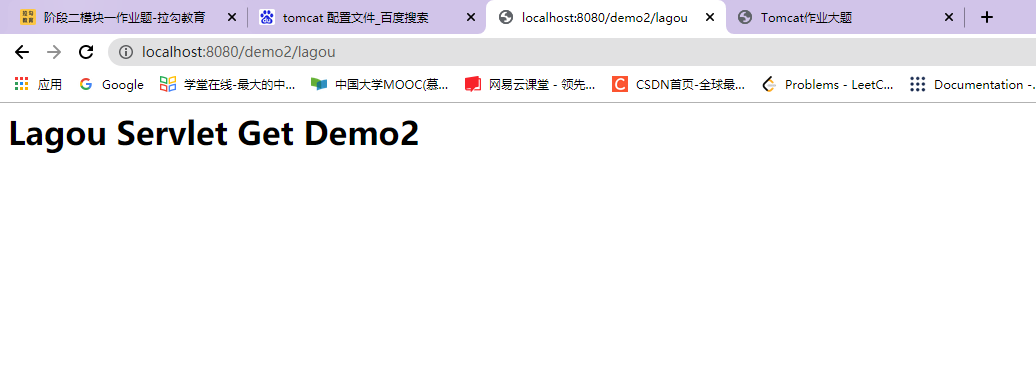 阶段二模块一作业题-拉勾教育
tomcat 配置文件_百度搜索
localhost:8080/demo2/lagou
Tomcat作业大题
localhost:8080/demo2/lagou
应用
Google
学堂在线-最大的中...
中国大学MOOC(慕...
网易云课堂 - 领先...
CSDN首页-全球最...
Problems - LeetC...
Documentation -...
Lagou Servlet Get Demo2